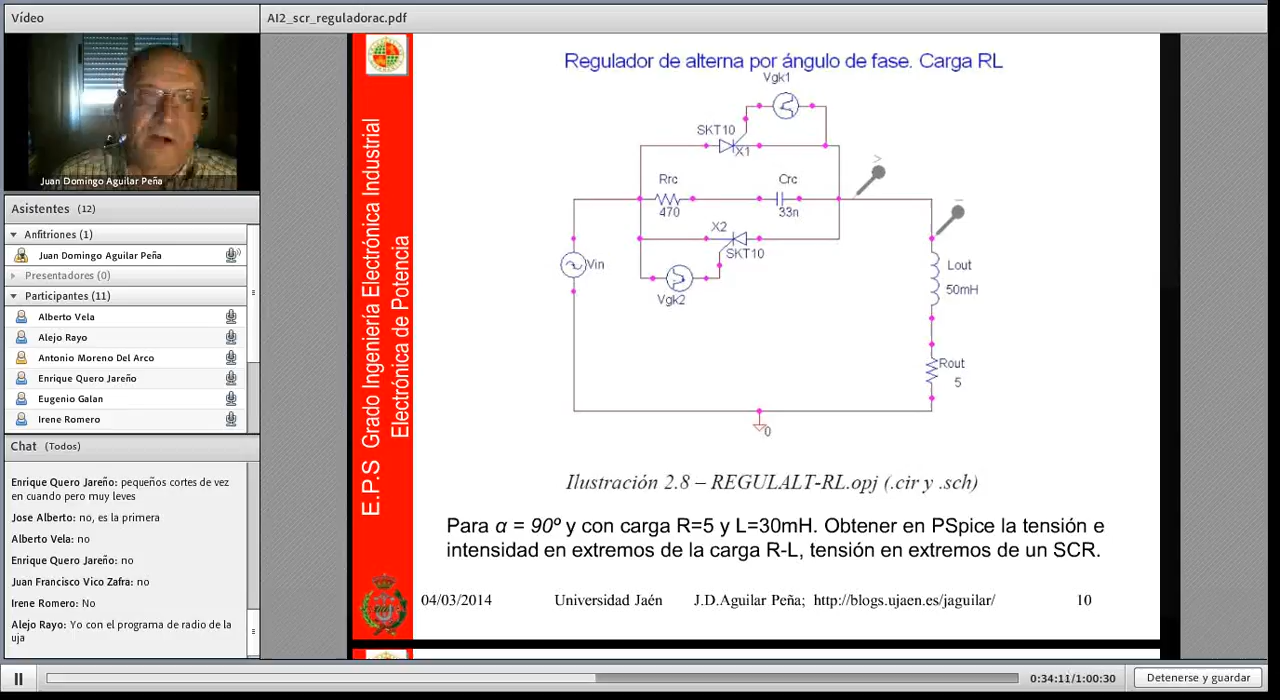 Vídeo
AI2_scr_reguladorac.pdf
Juan Domingo Aguilar Peña
Asistentes (12)
Anfitriones (1)
Juan Domingo Aguilar Peña
Presentadores (0)
Participantes (11)
Alberto Vela
Alejo Rayo
Antonio Moreno Del Arco
Enrique Quero Jareño
Eugenio Galan
Irene Romero
Chat (Todos)
Enrique Quero Jareño: pequeños cortes de vez
en cuando pero muy leves
Jose Alberto: no, es la primera
Alberto Vela: no
Enrique Quero Jareño: no
Juan Francisco Vico Zafra: no
Irene Romero: No
Alejo Rayo: Yo con el programa de radio de la
uja
E.P.S Grado Ingeniería Electrónica Industrial
Electrónica de Potencia
Regulador de alterna por ángulo de fase. Carga RL
Vgk1
SKT10
X1
Rrc
470
Crc
33n
X2
SKT10
Vgk2
Vin
Lout
50mH
Rout
5
0
Ilustración 2.8 – REGULALT-RL.opj (.cir y .sch)
Para α = 90º y con carga R=5 y L=30mH. Obtener en PSpice la tensión e
intensidad en extremos de la carga R-L, tensión en extremos de un SCR.
04/03/2014 Universidad Jaén J.D.Aguilar Peña; http://blogs.ujaen.es/jaguilar/ 10
0:34:11/1:00:30
Detenerse y guardar